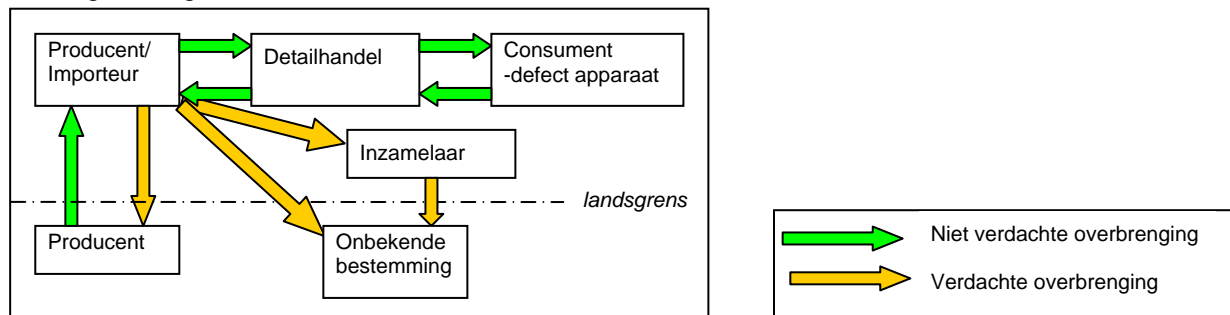 Producent/
Importeur
Detailhandel
Consument
-defect apparaat
Inzamelaar
landsgrens
Producent
Onbekende
bestemming
Niet verdachte overbrenging
Verdachte overbrenging